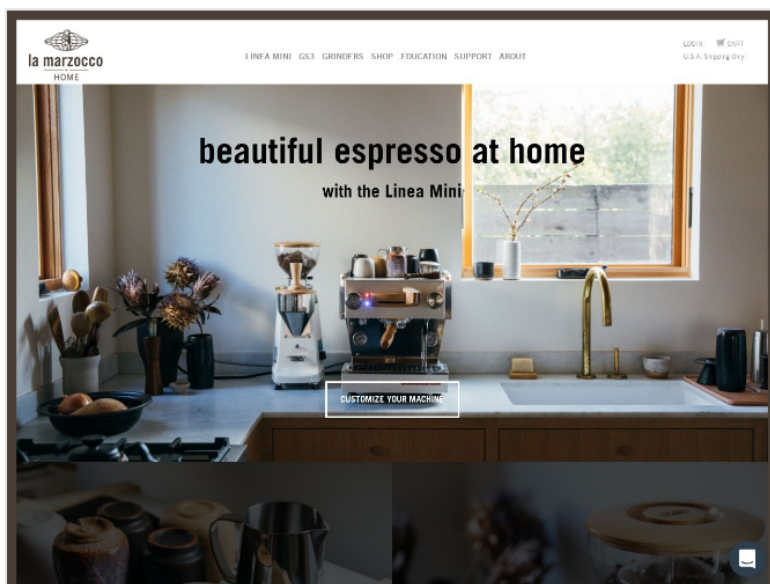 la marzocco
HOME
LINEA MINI GS3 GRINDERS SHOP EDUCATION SUPPORT ABOUT
LOGIN CART
U.S.A. Shipping Only
beautiful espresso at home
with the Linea Mini
CUSTOMIZE YOUR MACHINE